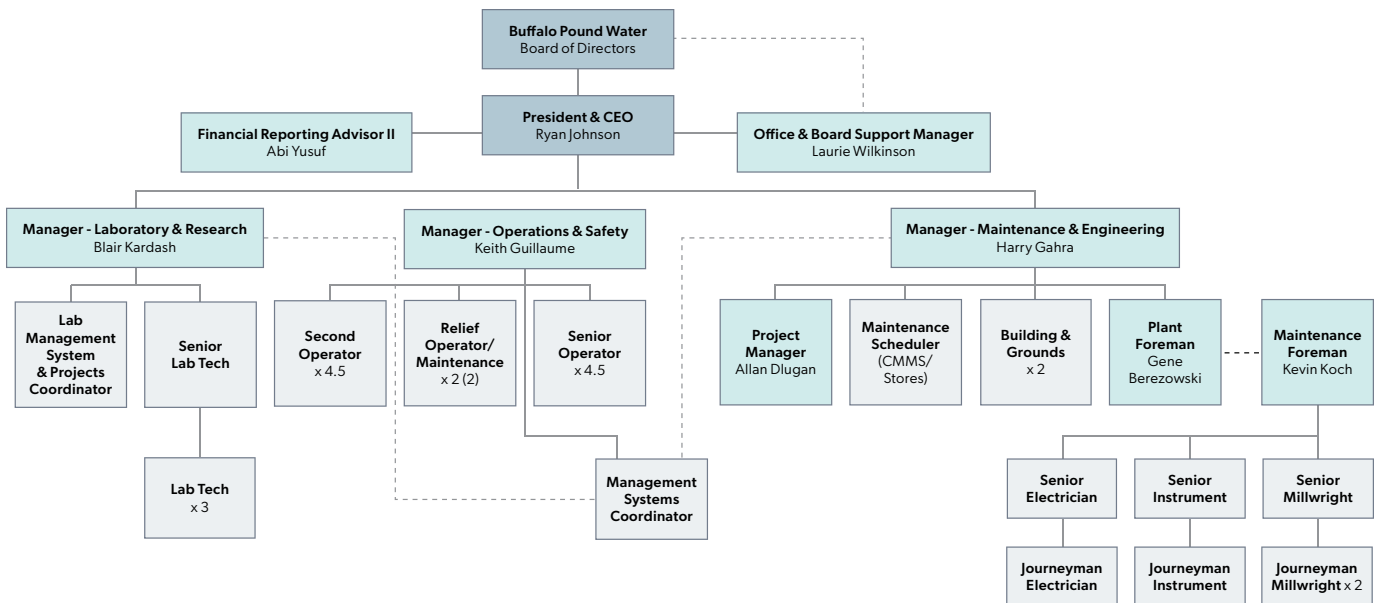 Buffalo Pound Water
Board of Directors
President & CEO
Ryan Johnson
Financial Reporting Advisor II
Abi Yusuf
Office & Board Support Manager
Laurie Wilkinson
Manager - Laboratory & Research
Blair Kardash
Manager - Operations & Safety
Keith Guillaume
Manager - Maintenance & Engineering
Harry Gahra
Lab
Management
System
& Projects
Coordinator
Senior
Lab Tech
Second
Operator
x 4.5
Relief
Operator/
Maintenance
x 2 (2)
Senior
Operator
x 4.5
Project
Manager
Allan Dlugan
Maintenance
Scheduler
(CMMS/
Stores)
Building &
Grounds
x 2
Plant
Foreman
Gene
Berezowski
Maintenance
Foreman
Kevin Koch
Lab Tech
x 3
Management
Systems
Coordinator
Senior
Electrician
Senior
Instrument
Senior
Millwright
Journeyman
Electrician
Journeyman
Instrument
Journeyman
Millwright x 2